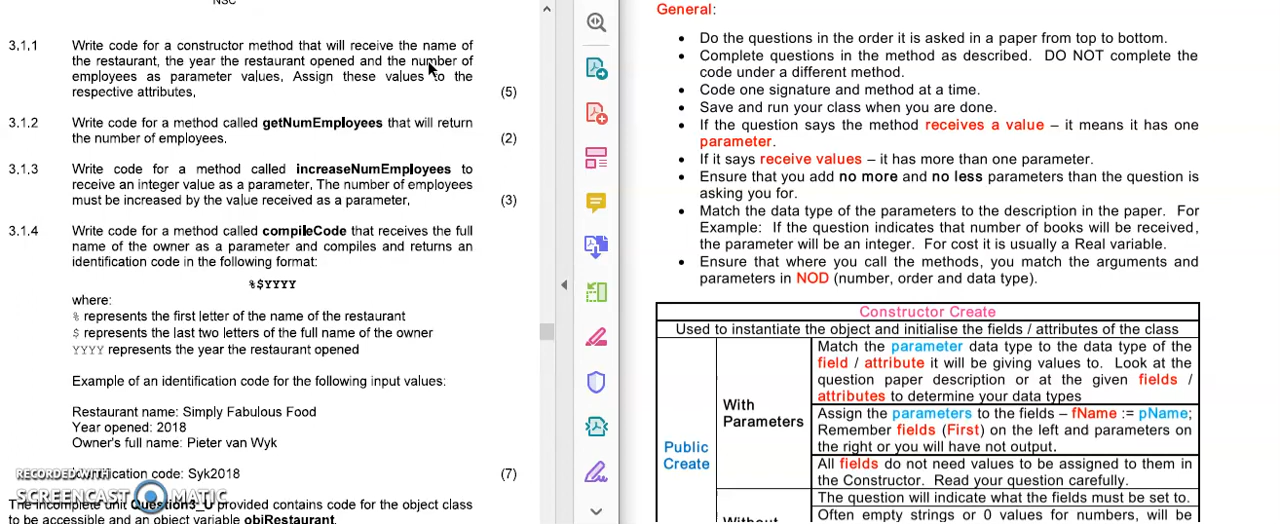 NSC
3.1.1 Write code for a constructor method that will receive the name of
the restaurant, the year the restaurant opened and the number of
employees as parameter values. Assign these values to the
respective attributes. (5)
3.1.2 Write code for a method called getNumEmployees that will return
the number of employees. (2)
3.1.3 Write code for a method called increaseNumEmployees to
receive an integer value as a parameter. The number of employees
must be increased by the value received as a parameter. (3)
3.1.4 Write code for a method called compileCode that receives the full
name of the owner as a parameter and compiles and returns an
identification code in the following format:
%$YYYY
where:
% represents the first letter of the name of the restaurant
$ represents the last two letters of the full name of the owner
YYYY represents the year the restaurant opened
Example of an identification code for the following input values:
Restaurant name: Simply Fabulous Food
Year opened: 2018
Owner's full name: Pieter van Wyk
Identification code: Syk2018 (7)
RECORDED WITH
SCREENCAST MATIC
The incomplete unit Question3_U provided contains code for the object class
to be accessible and an object variable objRestaurant.
General:
• Do the questions in the order it is asked in a paper from top to bottom.
• Complete questions in the method as described. DO NOT complete the
code under a different method.
• Code one signature and method at a time.
• Save and run your class when you are done.
• If the question says the method receives a value – it means it has one
parameter.
• If it says receive values – it has more than one parameter.
• Ensure that you add no more and no less parameters than the question is
asking you for.
• Match the data type of the parameters to the description in the paper. For
Example: If the question indicates that number of books will be received,
the parameter will be an integer. For cost it is usually a Real variable.
• Ensure that where you call the methods, you match the arguments and
parameters in NOD (number, order and data type).
Constructor Create
Used to instantiate the object and initialise the fields / attributes of the class
Public
Create
With
Parameters
Match the parameter data type to the data type of the
field / attribute it will be giving values to. Look at the
question paper description or at the given fields /
attributes to determine your data types
Assign the parameters to the fields – fName := pName;
Remember fields (First) on the left and parameters on
the right or you will have not output.
All fields do not need values to be assigned to them in
the Constructor. Read your question carefully.
Without
The question will indicate what the fields must be set to.
Often empty strings or 0 values for numbers, will be